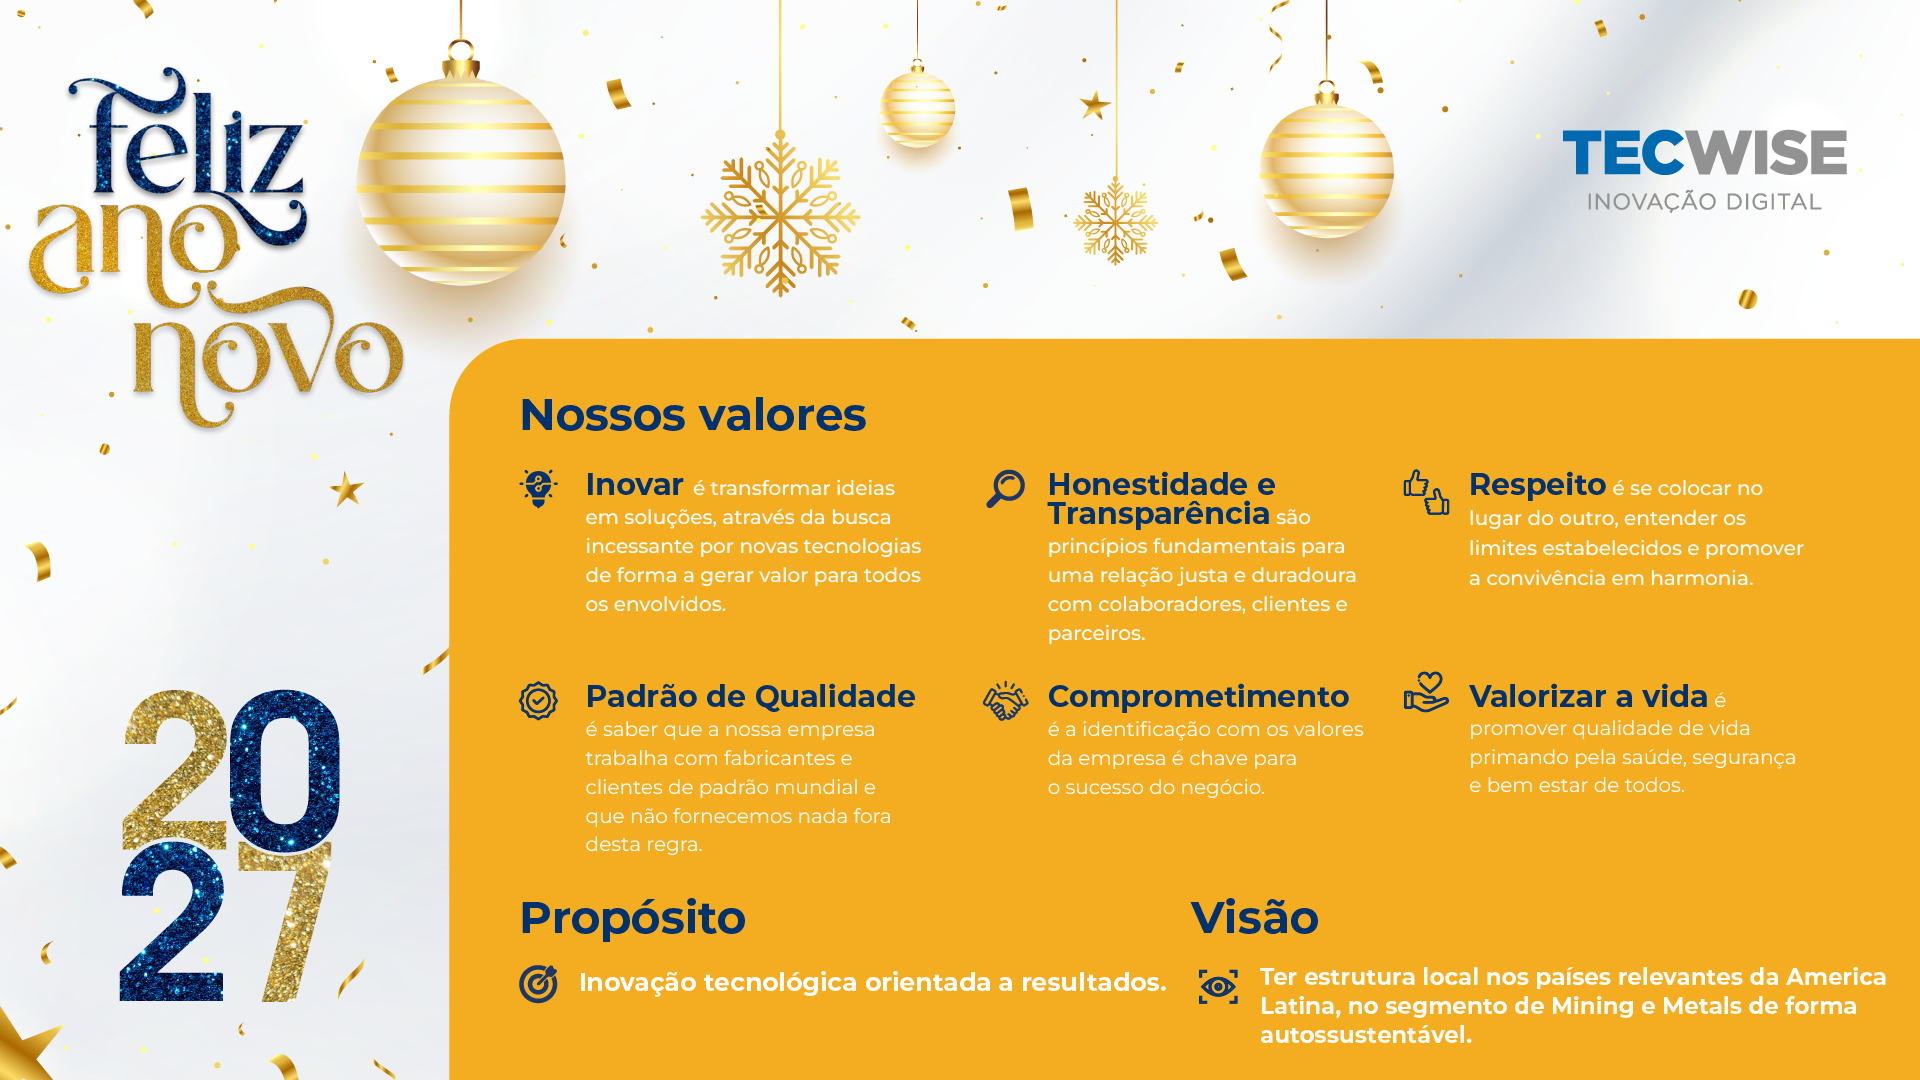 feliz
ano
novo
TECWISE
INOVAÇÃO DIGITAL
Nossos valores
Inovar é transformar ideias
em soluções, através da busca
incessante por novas tecnologias
de forma a gerar valor para todos
os envolvidos.
Honestidade e
Transparência são
princípios fundamentais para
uma relação justa e duradoura
com colaboradores, clientes e
parceiros.
Respeito é se colocar no
lugar do outro, entender os
limites estabelecidos e promover
a convivência em harmonia.
Padrão de Qualidade
é saber que a nossa empresa
trabalha com fabricantes e
clientes de padrão mundial e
que não fornecemos nada fora
desta regra.
Comprometimento
é a identificação com os valores
da empresa é chave para
o sucesso do negócio.
Valorizar a vida é
promover qualidade de vida
primando pela saúde, segurança
e bem estar de todos.
20
27
Propósito
Inovação tecnológica orientada a resultados.
Visão
Ter estrutura local nos países relevantes da America
Latina, no segmento de Mining e Metals de forma
autossustentável.